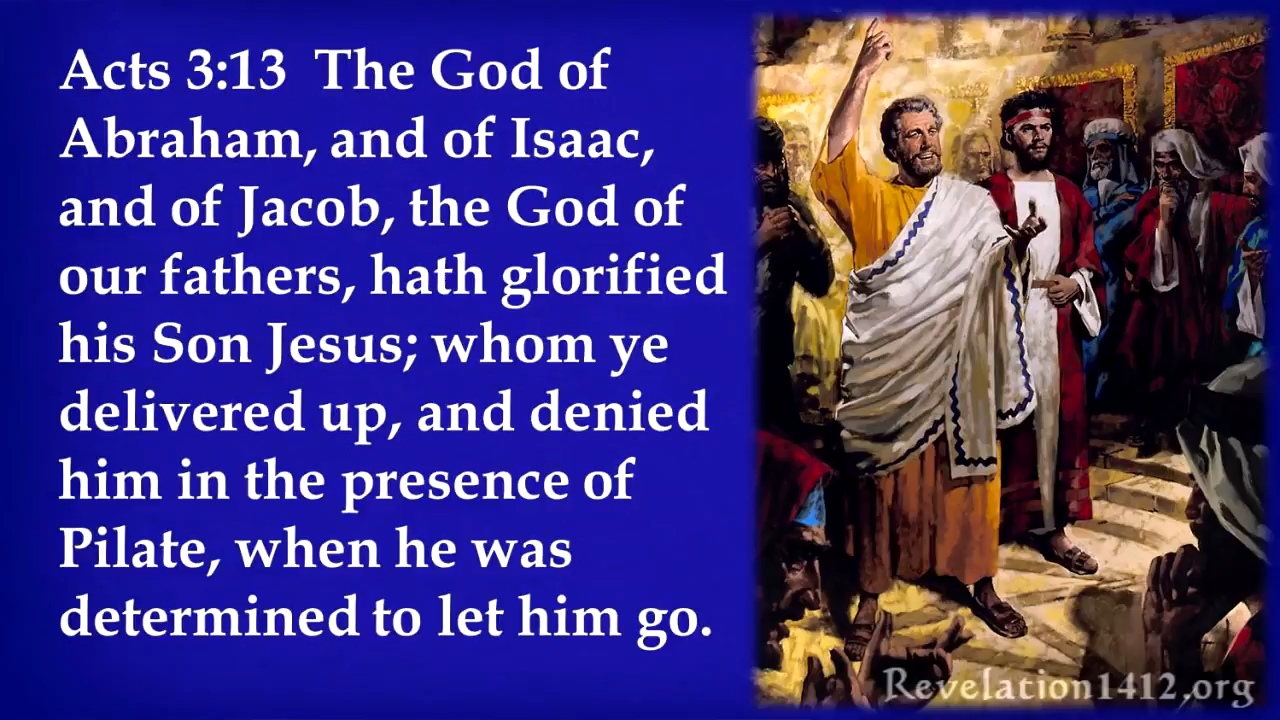 Acts 3:13  The God of
Abraham, and of Isaac,
and of Jacob, the God of
our fathers, hath glorified
his Son Jesus; whom ye
delivered up, and denied
him in the presence of
Pilate, when he was
determined to let him go.
Revelation1412.org